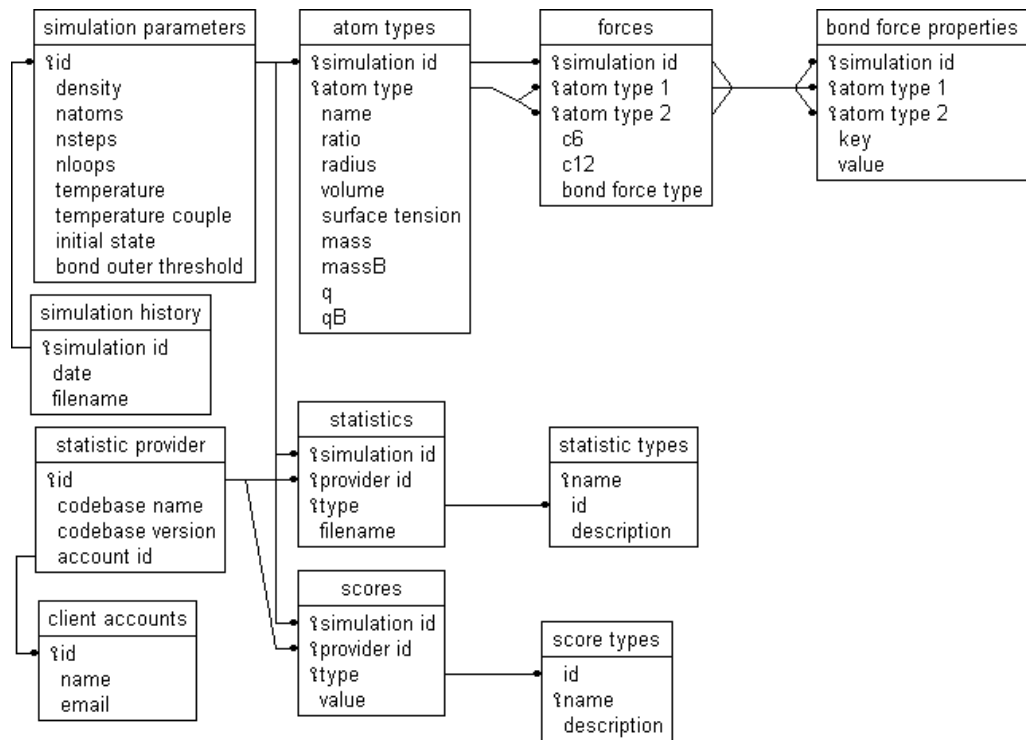 simulation parameters
id
density
natoms
nsteps
nloops
temperature
temperature couple
initial state
bond outer threshold
atom types
simulation id
atom type
name
ratio
radius
volume
surface tension
mass
massB
q
qB
forces
simulation id
atom type 1
atom type 2
c6
c12
bond force type
bond force properties
simulation id
atom type 1
atom type 2
key
value
simulation history
simulation id
date
filename
statistic provider
id
codebase name
codebase version
account id
client accounts
id
name
email
statistics
simulation id
provider id
type
filename
statistic types
name
id
description
scores
simulation id
provider id
type
value
score types
id
name
description